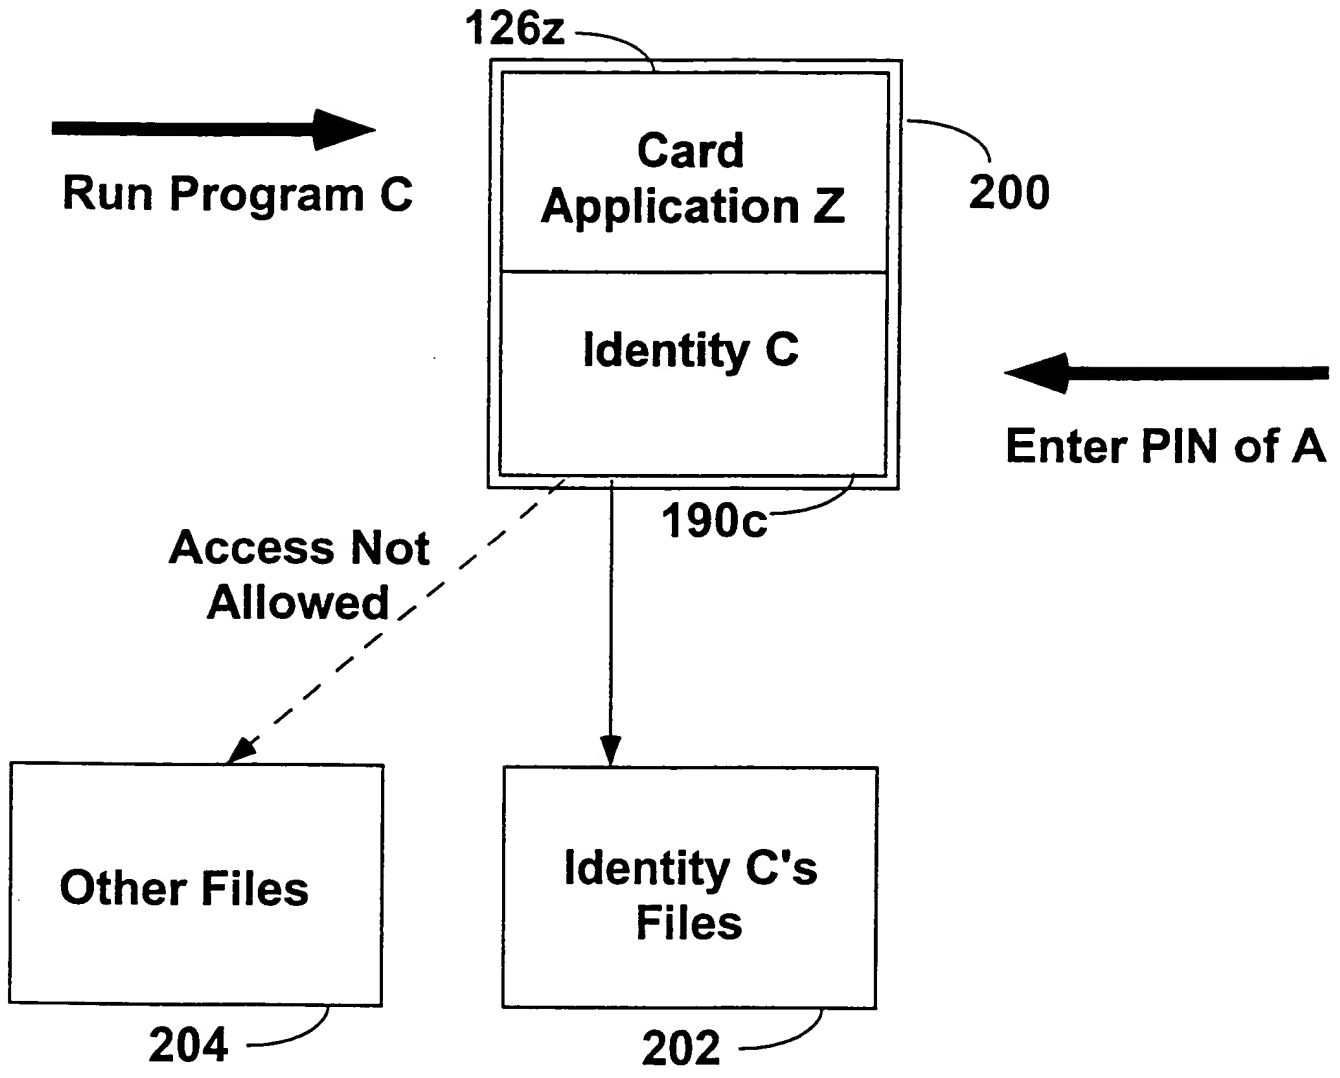 126z
Card
Application Z
Run Program C
200
Identity C
Enter PIN of A
190c
Access Not
Allowed
Other Files
Identity C's
Files
204
202